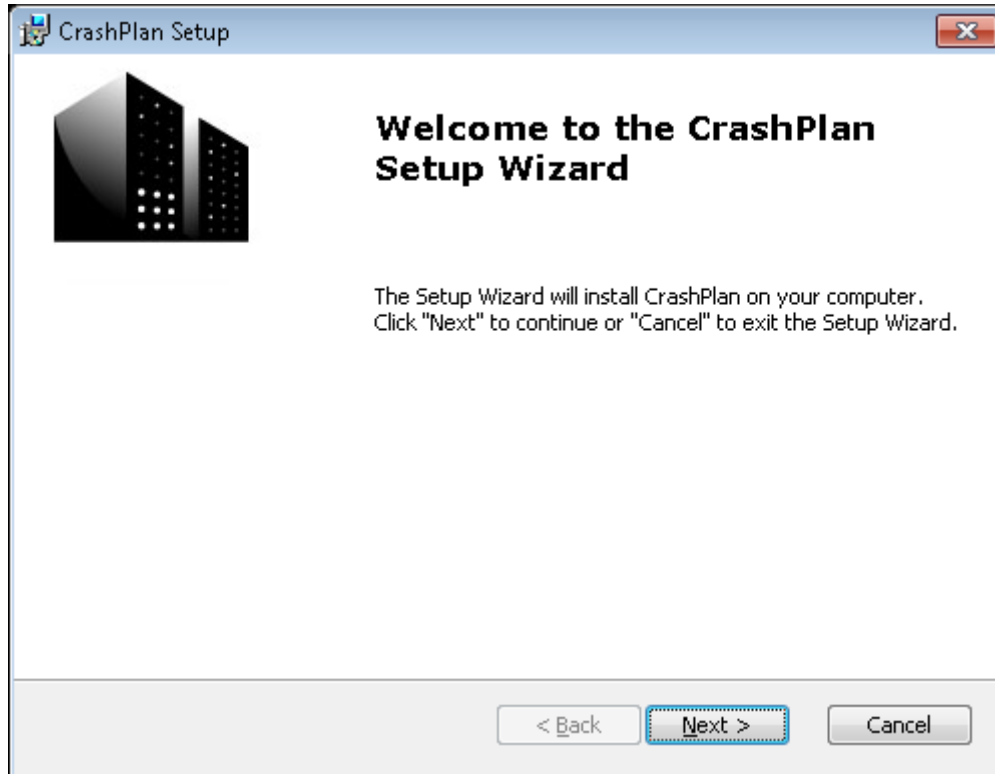 CrashPlan Setup
Welcome to the CrashPlan
Setup Wizard
The Setup Wizard will install CrashPlan on your computer.
Click "Next" to continue or "Cancel" to exit the Setup Wizard.
< Back
Next >
Cancel